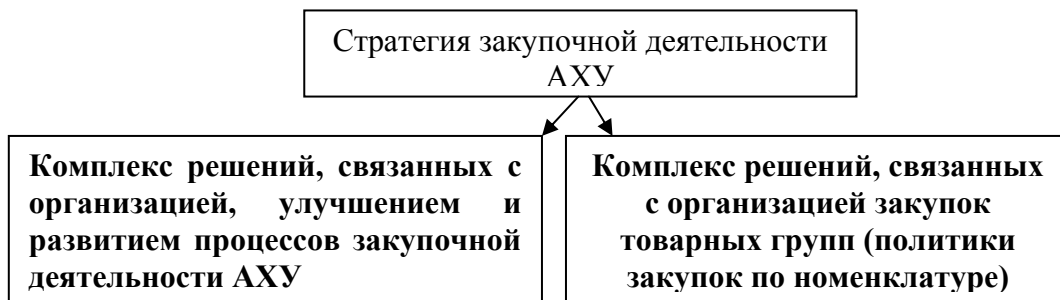 Стратегия закупочной деятельности
АХУ
Комплекс решений, связанных с
организацией, улучшением и
развитием процессов закупочной
деятельности АХУ
Комплекс решений, связанных
с организацией закупок
товарных групп (политики
закупок по номенклатуре)